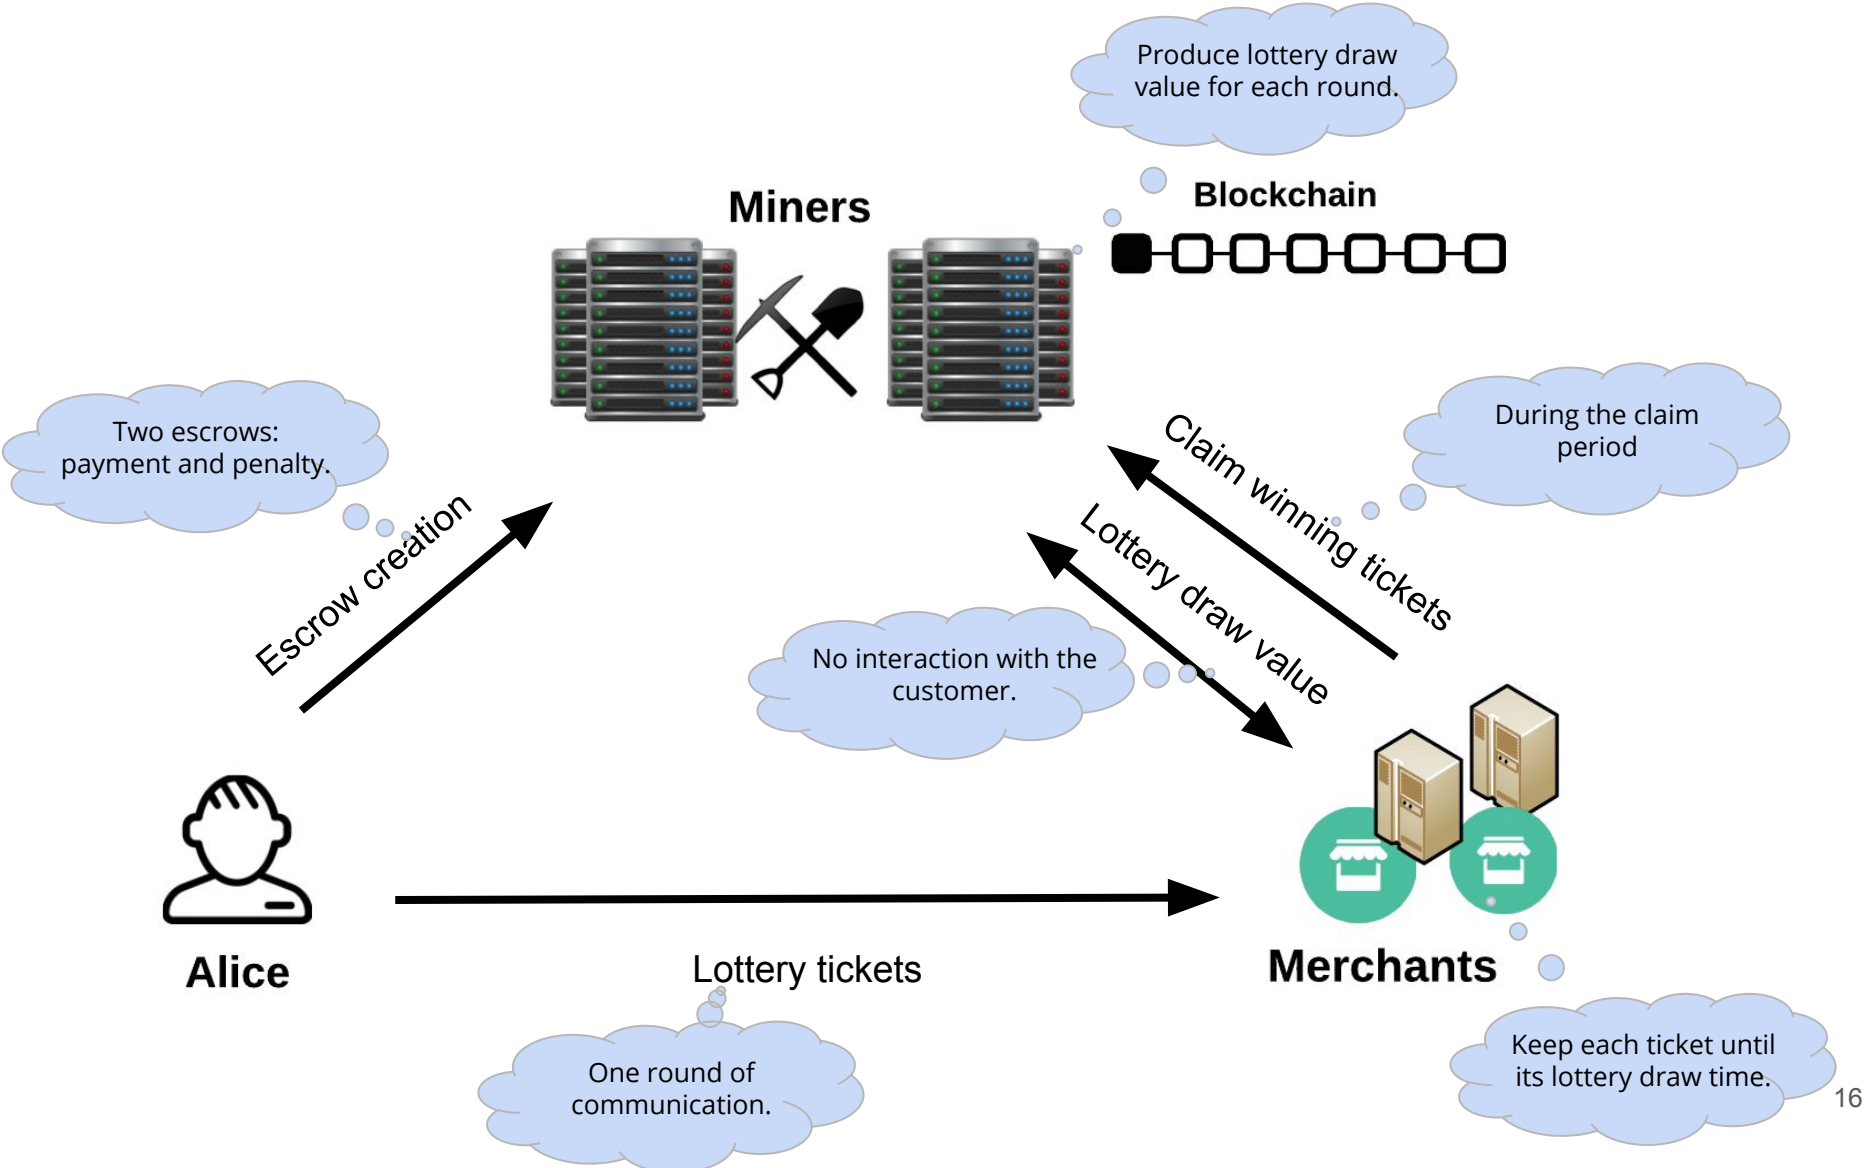 Produce lottery draw
value for each round.
Miners
Blockchain
Two escrows:
payment and penalty.
During the claim
period
Claim winning tickets
Escrow creation
Lottery draw value
No interaction with the
customer.
Alice
Lottery tickets
Merchants
One round of
communication.
Keep each ticket until
its lottery draw time.
16